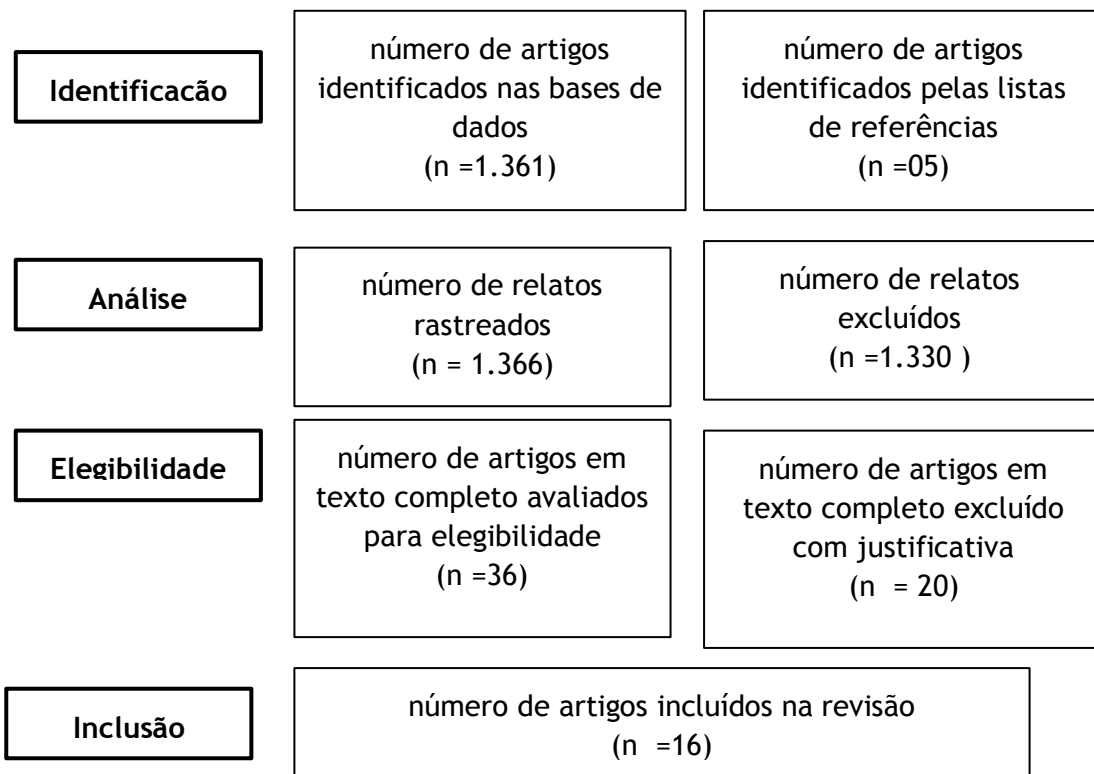 Identificacão
número de artigos
identificados nas bases de
dados
(n =1.361)
número de artigos
identificados pelas listas
de referências
(n =05)
Análise
número de relatos
rastreados
(n = 1.366)
número de relatos
excluídos
(n =1.330 )
Elegibilidade
número de artigos em
texto completo avaliados
para elegibilidade
(n =36)
número de artigos em
texto completo excluído
com justificativa
(n = 20)
Inclusão
número de artigos incluídos na revisão
(n =16)